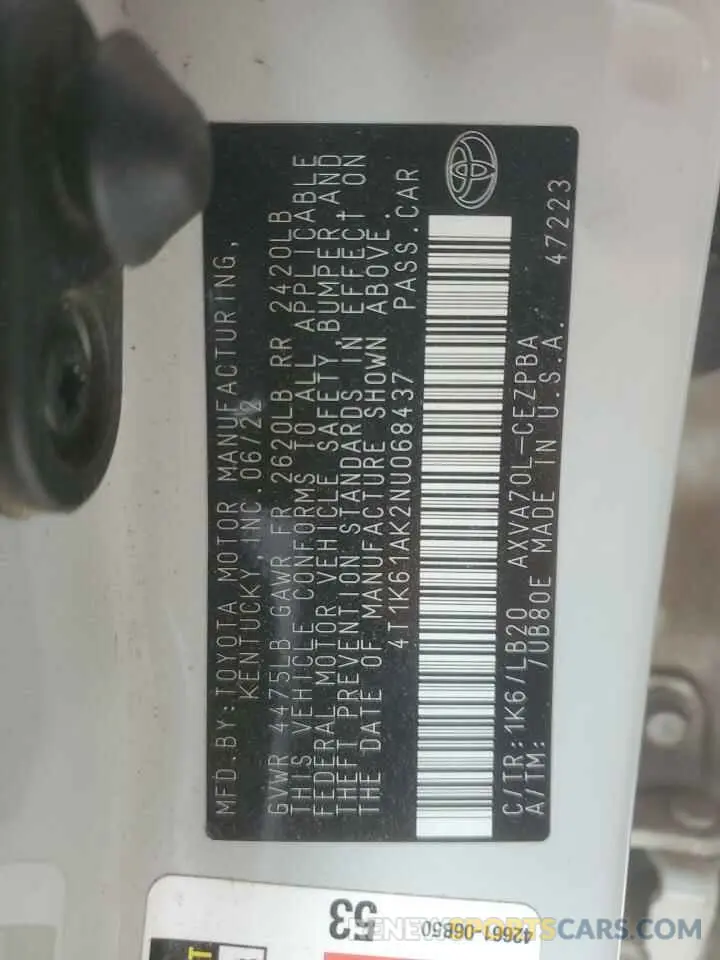 MFD.BY:TOYOTA MOTOR MANUFACTURING,
KENTUCKY, INC.06/22
GVWR 4475LB GAWR FR 2620LB RR 2420LB
THIS VEHICLE CONFORMS TO ALL APPLICABLE
FEDERAL MOTOR VEHICLE SAFETY,BUMPER,AND
THEFT PREVENTION STANDARDS IN EFFECT ON
THE DATE OF MANUFACTURE SHOWN ABOVE.
4T1K61AK2NU068437 PASS.CAR
C/TR:1K6/LB20 AXVA70L-CEZPBA
A/TM: /UB80E MADE IN U.S.A. 47223
53
42661-06B50
RENEWSPORTSCARS.COM